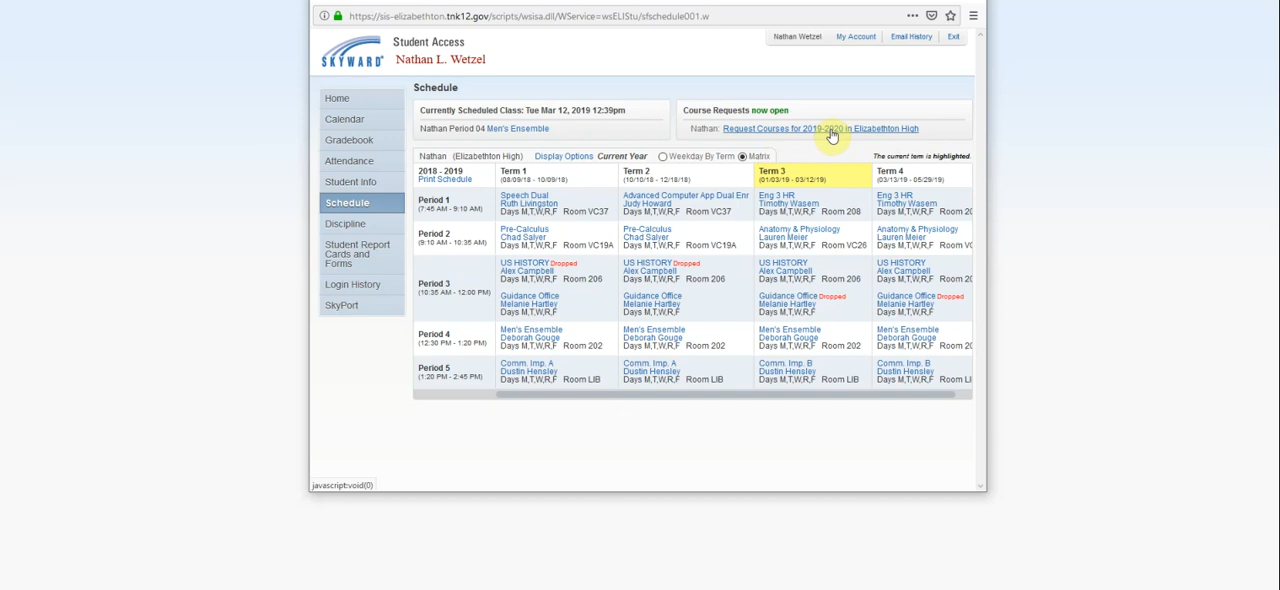 https://sis-elizabethton.tnk12.gov/scripts/wsisa.dll/WService=wsEllStu/sfschedule001.w
SKYWARD®
Student Access
Nathan L. Wetzel
Nathan Wetzel My Account Email History Exit
Home
Calendar
Gradebook
Attendance
Student Info
Schedule
Discipline
Student Report
Cards and
Forms
Login History
SkyPort
Schedule
Currently Scheduled Class: Tue Mar 12, 2019 12:39pm
Nathan Period 04 Men's Ensemble
Course Requests now open
Nathan: Request Courses for 2019-2020 in Elizabethton High
Nathan (Elizabethton High) Display Options Current Year Weekday By Term Matrix The current term is highlighted.
2018 - 2019 Term 1 Term 2 Term 3 Term 4
Print Schedule (08/09/18 - 10/09/18) (10/10/18 - 12/18/18) (01/03/19 - 03/12/19) (03/13/19 - 05/29/19)
Period 1 Speech Dual Advanced Computer App Dual Enr Eng 3 HR Eng 3 HR
(7:45 AM - 9:10 AM) Ruth Livingston Judy Howard Timothy Wasem Timothy Wasem
Days M,T,W,R,F Room VC37 Days M,T,W,R,F Room VC37 Days M,T,W,R,F Room 208 Days M,T,W,R,F Room 20
Period 2 Pre-Calculus Pre-Calculus Anatomy & Physiology Anatomy & Physiology
(9:10 AM - 10:35 AM) Chad Salyer Chad Salyer Lauren Meier Lauren Meier
Days M,T,W,R,F Room VC19A Days M,T,W,R,F Room VC19A Days M,T,W,R,F Room VC26 Days M,T,W,R,F Room VC
Period 3 US HISTORY Dropped US HISTORY Dropped US HISTORY US HISTORY
(10:35 AM - 12:00 PM) Alex Campbell Alex Campbell Alex Campbell Alex Campbell
Days M,T,W,R,F Room 206 Days M,T,W,R,F Room 206 Days M,T,W,R,F Room 206 Days M,T,W,R,F Room 20
Guidance Office Guidance Office Guidance Office Dropped Guidance Office Dropped
Melanie Hartley Melanie Hartley Melanie Hartley Melanie Hartley
Days M,T,W,R,F Days M,T,W,R,F Days M,T,W,R,F Days M,T,W,R,F
Period 4 Men's Ensemble Men's Ensemble Men's Ensemble Men's Ensemble
(12:30 PM - 1:20 PM) Deborah Gouge Deborah Gouge Deborah Gouge Deborah Gouge
Days M,T,W,R,F Room 202 Days M,T,W,R,F Room 202 Days M,T,W,R,F Room 202 Days M,T,W,R,F Room 20
Period 5 Comm. Imp. A Comm. Imp. A Comm. Imp. B Comm. Imp. B
(1:20 PM - 2:45 PM) Dustin Hensley Dustin Hensley Dustin Hensley Dustin Hensley
Days M,T,W,R,F Room LIB Days M,T,W,R,F Room LIB Days M,T,W,R,F Room LIB Days M,T,W,R,F Room LI
javascript:void(0)